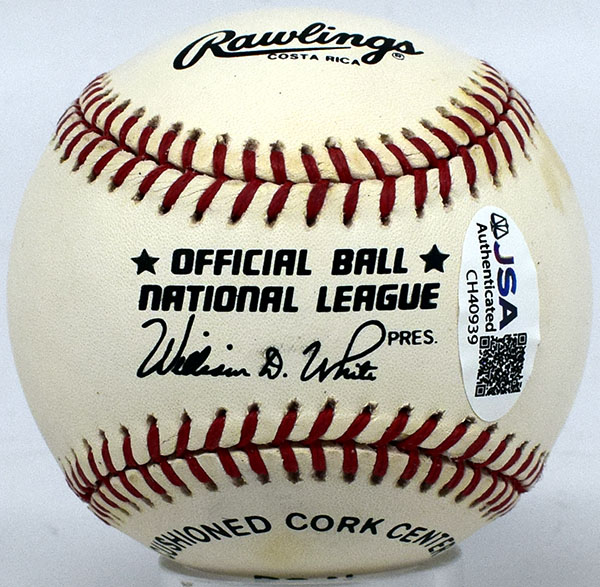 Rawlings®
COSTA RICA
★ OFFICIAL BALL ★
NATIONAL LEAGUE
William D. White PRES.
JSA
Authenticated
CH40939
CUSHIONED CORK CENTER